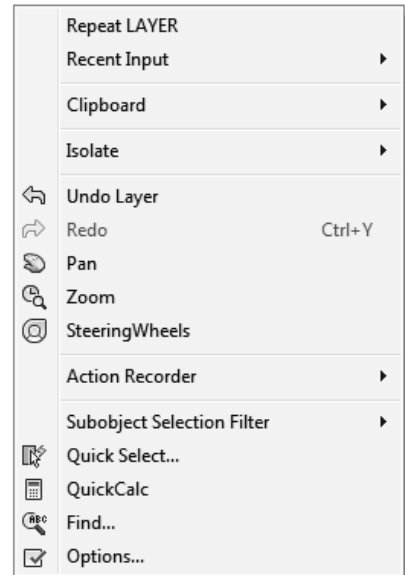 Repeat LAYER
Recent Input
Clipboard
Isolate
Undo Layer
Redo Ctrl+Y
Pan
Zoom
SteeringWheels
Action Recorder
Subobject Selection Filter
Quick Select...
QuickCalc
ABC Find...
Options...